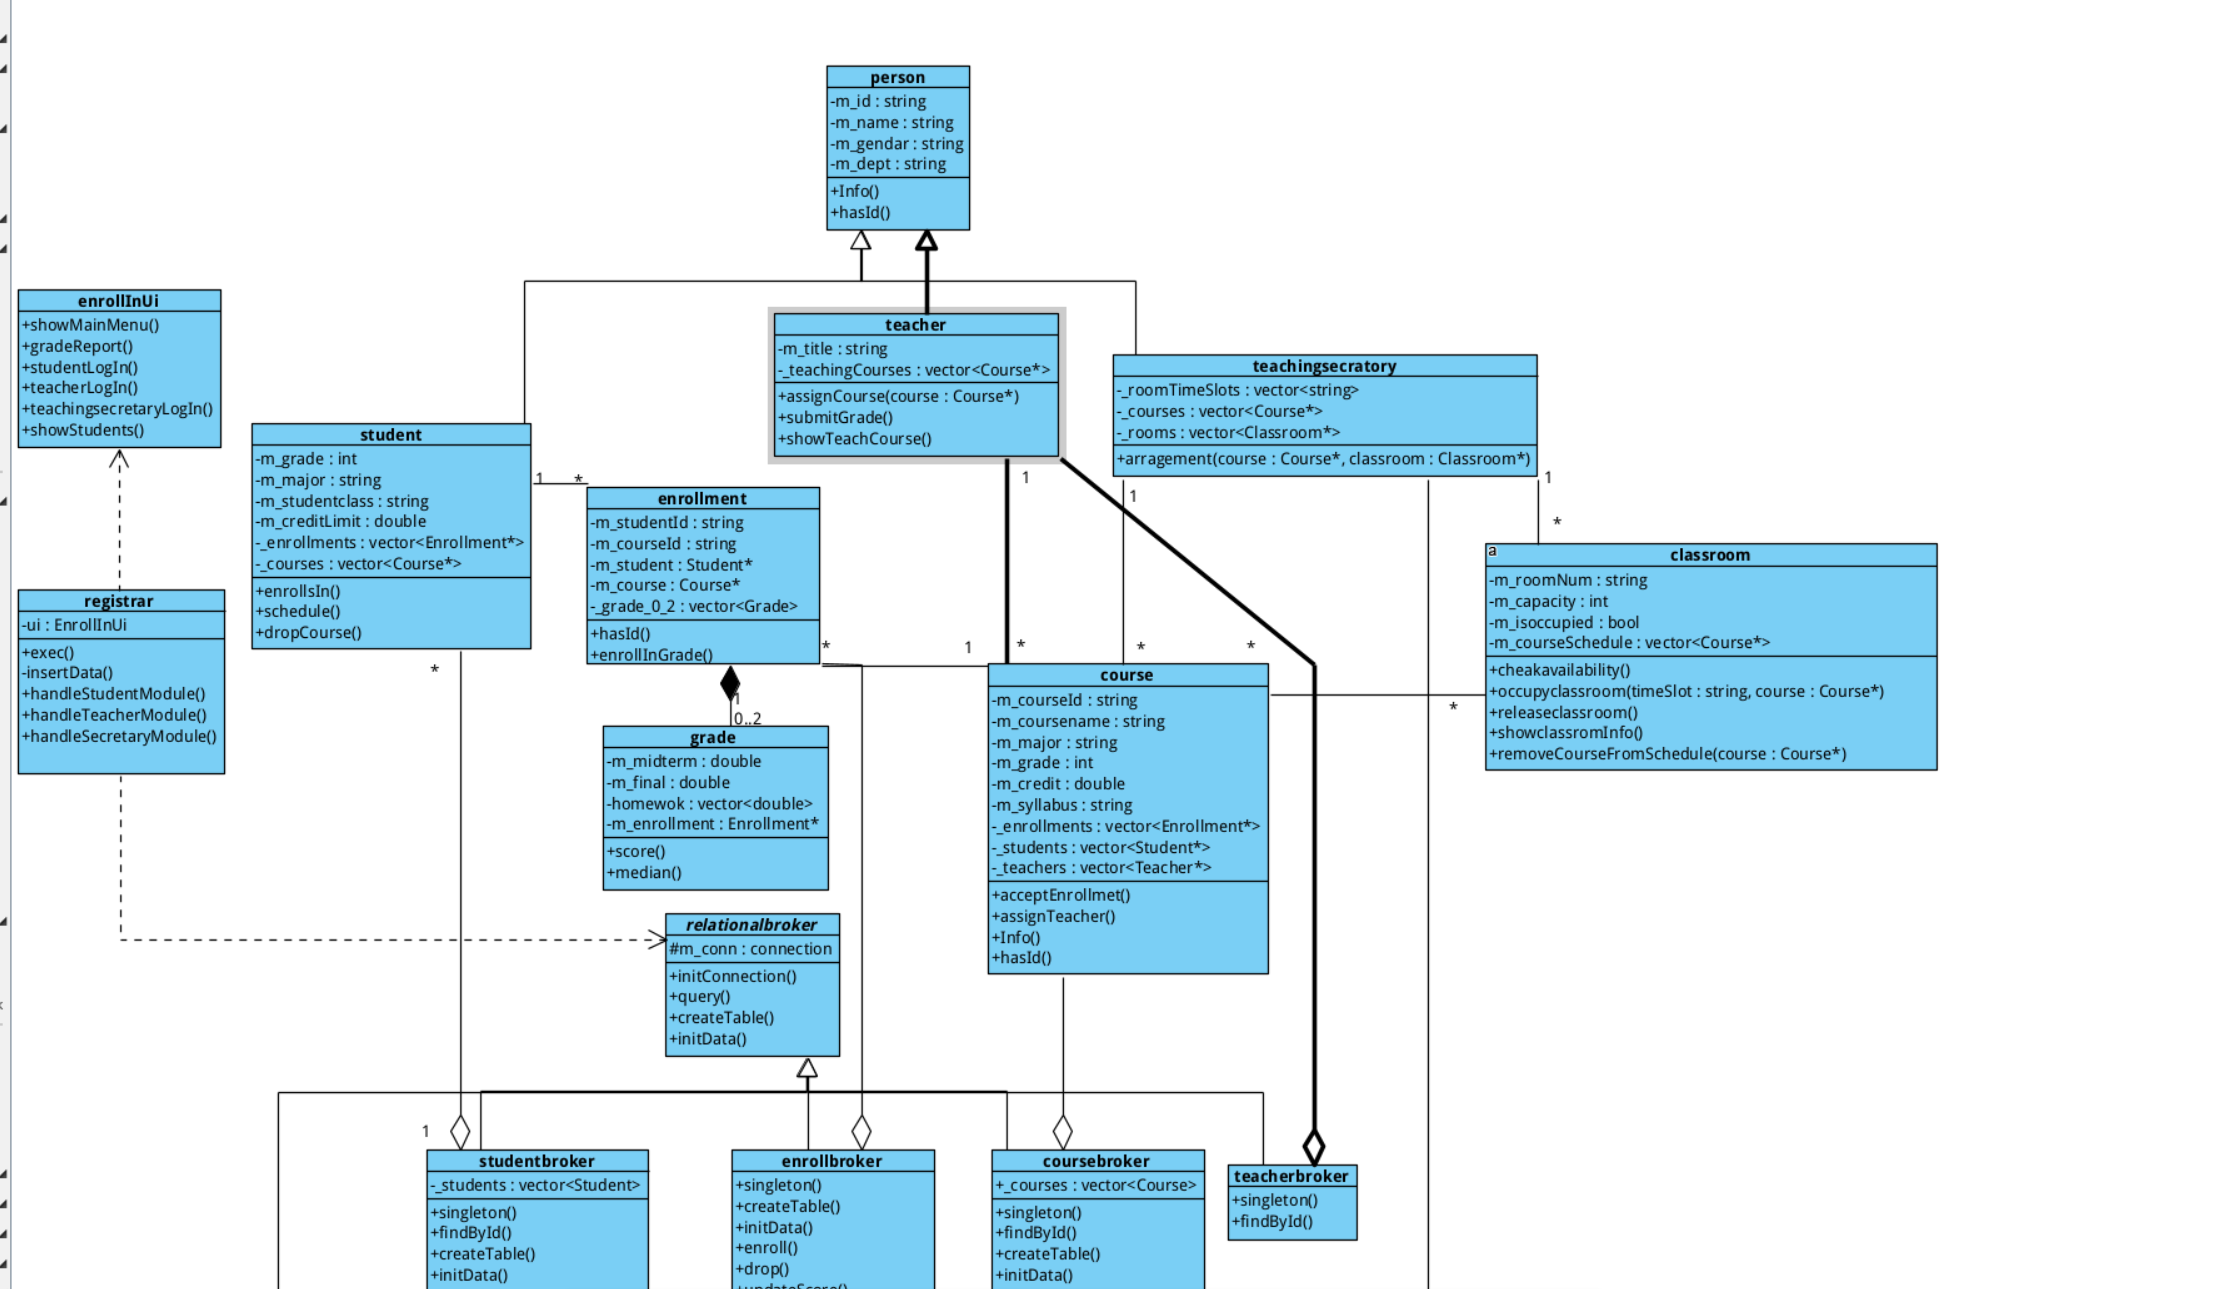 person
-m_id : string
-m_name : string
-m_gendar : string
-m_dept : string
+Info()
+hasId()
enrollInUi
+showMainMenu()
+gradeReport()
+studentLogIn()
+teacherLogIn()
+teachingsecretaryLogIn()
+showStudents()
teacher
-m_title : string
-_teachingCourses : vector<Course*>
+assignCourse(course : Course*)
+submitGrade()
+showTeachCourse()
teachingsecratory
-_roomTimeSlots : vector<string>
-_courses : vector<Course*>
-_rooms : vector<Classroom*>
+arragement(course : Course*, classroom : Classroom*)
student
-m_grade : int
-m_major : string
-m_studentclass : string
-m_creditLimit : double
-_enrollments : vector<Enrollment*>
-_courses : vector<Course*>
+enrollsIn()
+schedule()
+dropCourse()
1
*
enrollment
-m_studentId : string
-m_courseId : string
-m_student : Student*
-m_course : Course*
-_grade_0_2 : vector<Grade>
+hasId()
+enrollInGrade()
1
1
1
*
a
classroom
-m_roomNum : string
-m_capacity : int
-m_isoccupied : bool
-m_courseSchedule : vector<Course*>
+cheakavailability()
+occupyclassroom(timeSlot : string, course : Course*)
+releaseclassroom()
+showclassromInfo()
+removeCourseFromSchedule(course : Course*)
registrar
-ui : EnrollInUi
+exec()
-insertData()
+handleStudentModule()
+handleTeacherModule()
+handleSecretaryModule()
*
*
1
*
*
*
*
1
0..2
grade
-m_midterm : double
-m_final : double
-homewok : vector<double>
-m_enrollment : Enrollment*
+score()
+median()
course
-m_courseId : string
-m_coursename : string
-m_major : string
-m_grade : int
-m_credit : double
-m_syllabus : string
-_enrollments : vector<Enrollment*>
-_students : vector<Student*>
-_teachers : vector<Teacher*>
+acceptEnrollmet()
+assignTeacher()
+Info()
+hasId()
relationalbroker
#m_conn : connection
+initConnection()
+query()
+createTable()
+initData()
1
studentbroker
-_students : vector<Student>
+singleton()
+findById()
+createTable()
+initData()
enrollbroker
+singleton()
+createTable()
+initData()
+enroll()
+drop()
+updateScore()
coursebroker
+_courses : vector<Course>
+singleton()
+findById()
+createTable()
+initData()
teacherbroker
+singleton()
+findById()